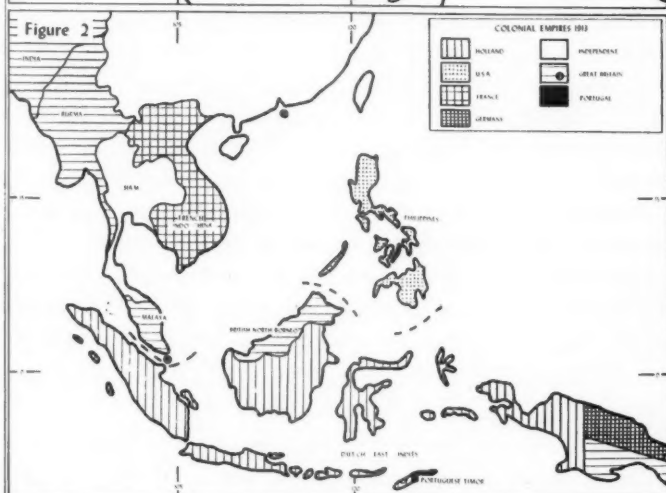 Figure 2
COLONIAL EMPIRES 1913
HOLLAND
U.S.A.
FRANCE
GERMANY
INDEPENDENT
GREAT BRITAIN
PORTUGAL
INDIA
BURMA
SIAM
FRENCH
INDO CHINA
PHILIPPINES
MALAYA
BRITISH NORTH BORNEO
DUTCH EAST INDIES
PORTUGUESE TIMOR